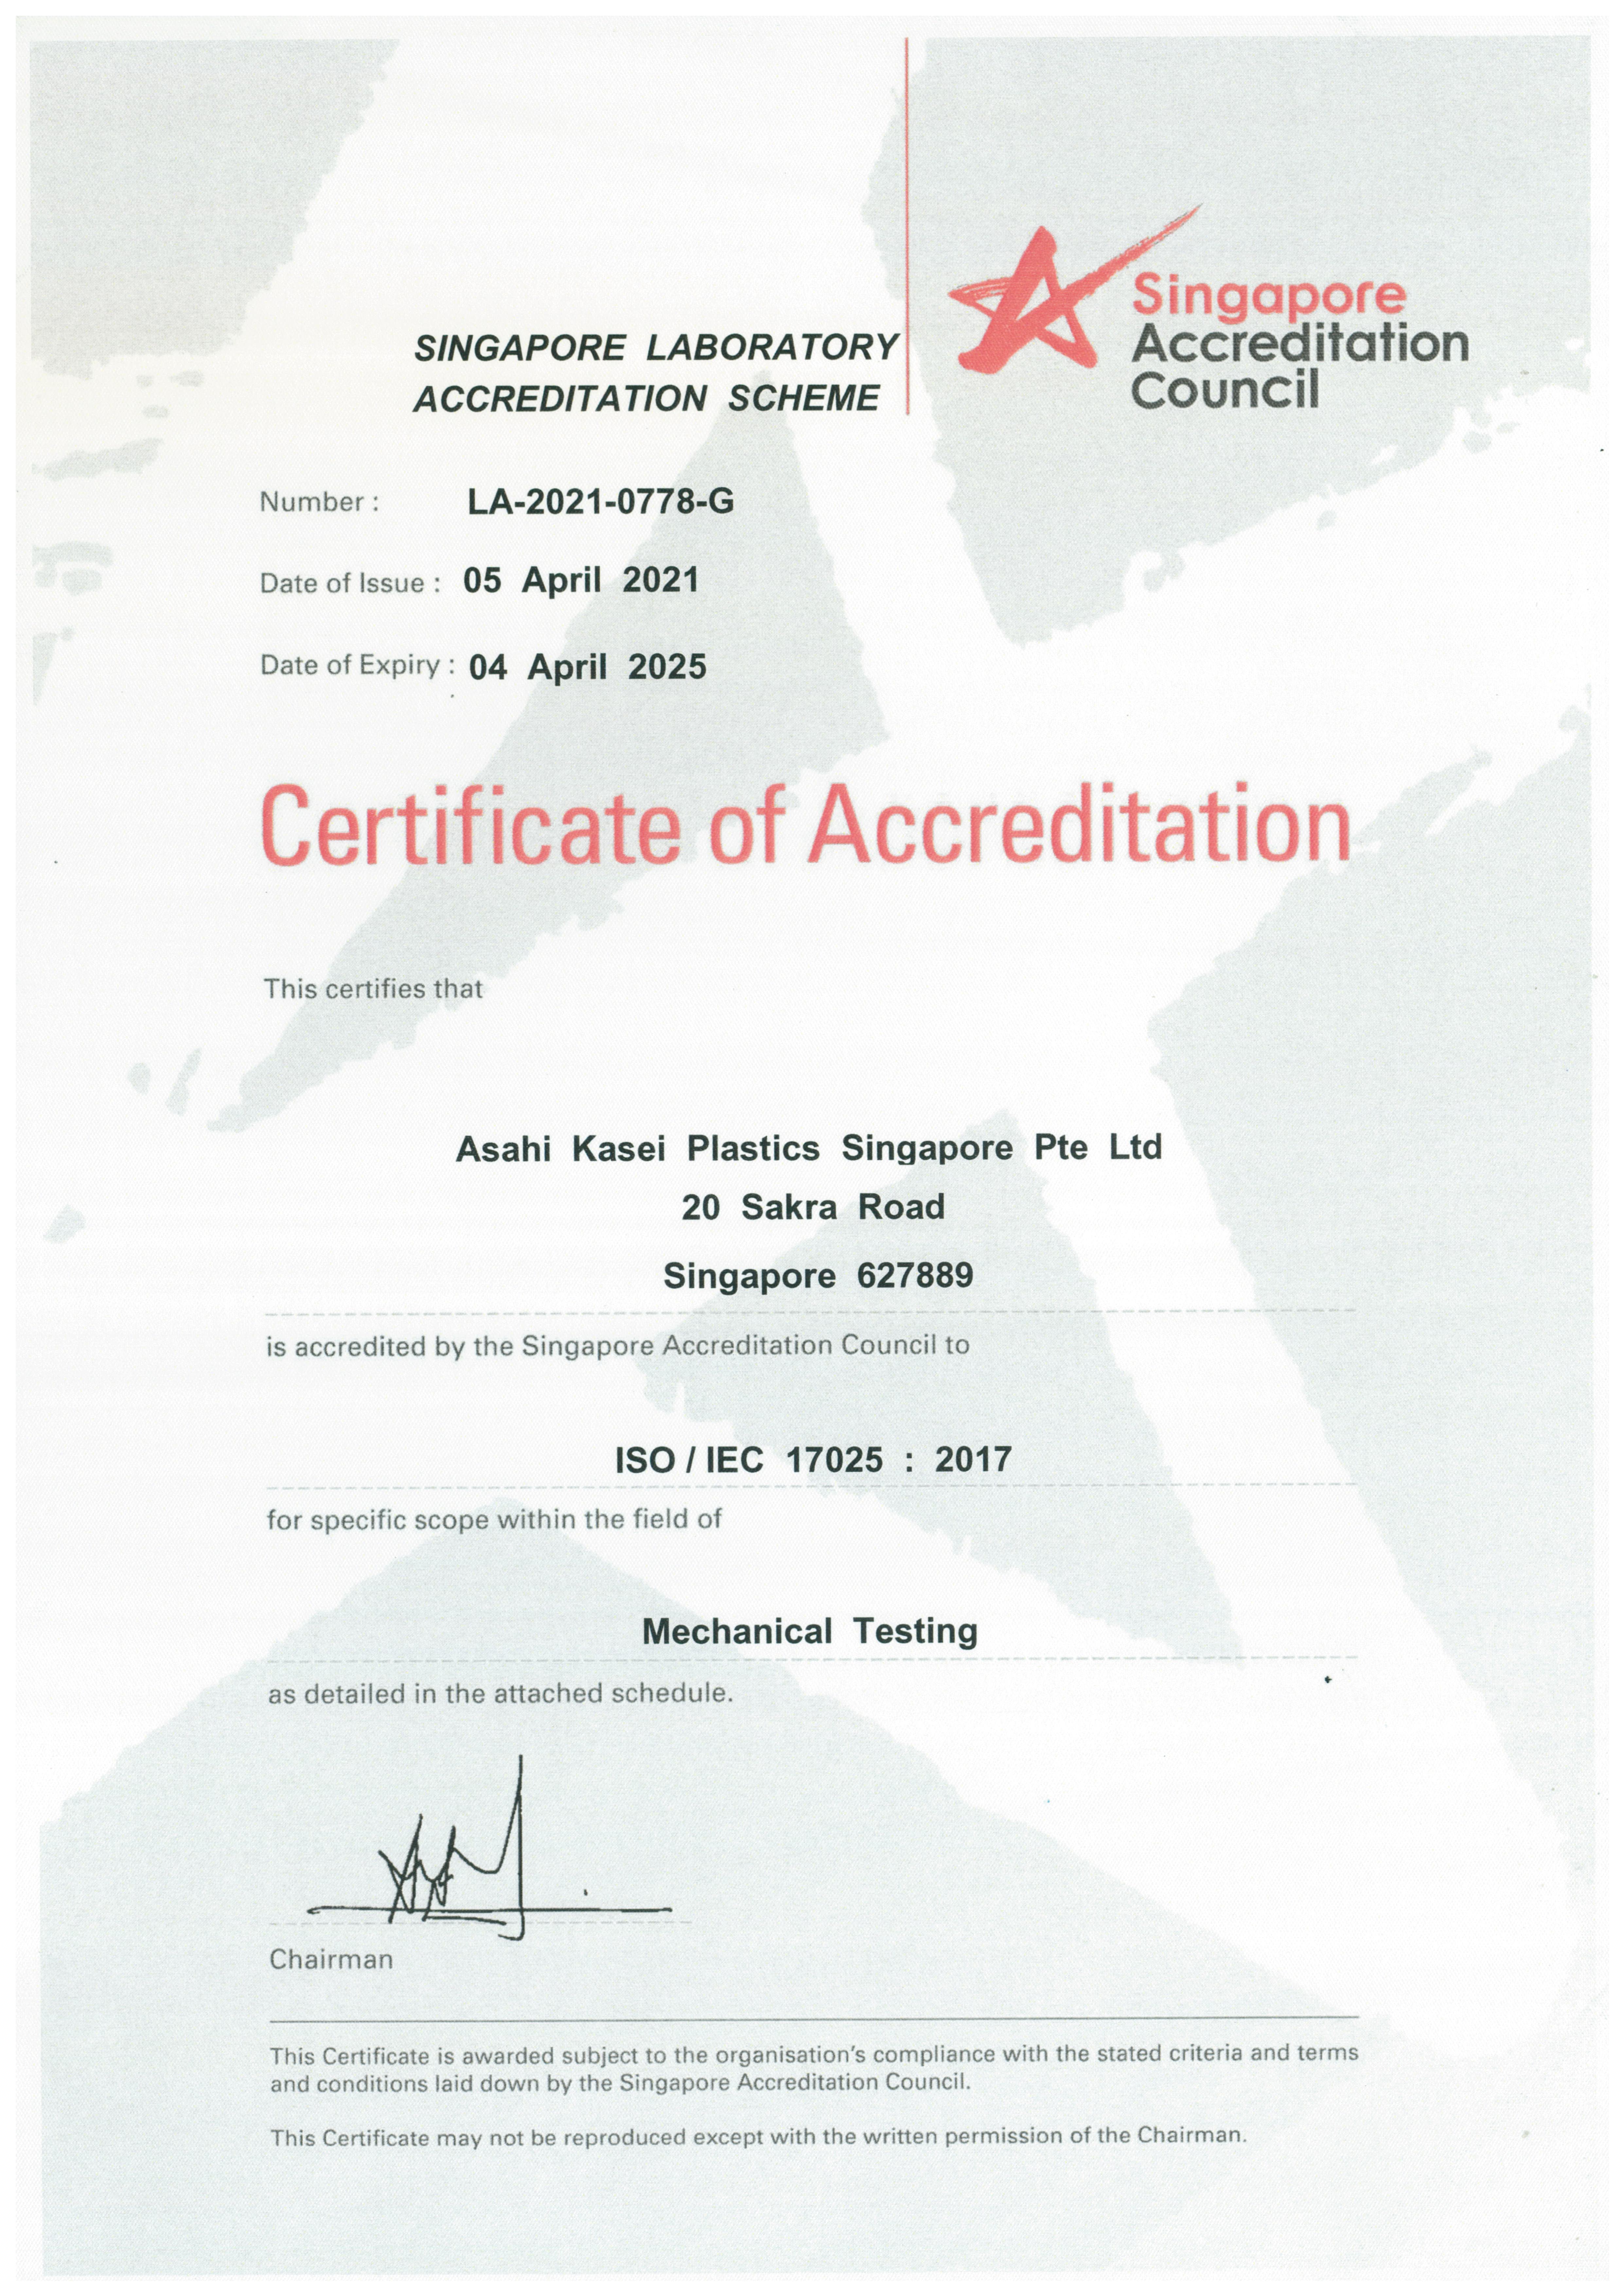 SINGAPORE LABORATORY
ACCREDITATION SCHEME
Singapore
Accreditation
Council
Number : LA-2021-0778-G
Date of Issue : 05 April 2021
Date of Expiry : 04 April 2025
Certificate of Accreditation
This certifies that
Asahi Kasei Plastics Singapore Pte Ltd
20 Sakra Road
Singapore 627889
is accredited by the Singapore Accreditation Council to
ISO / IEC 17025 : 2017
for specific scope within the field of
Mechanical Testing
as detailed in the attached schedule.
Chairman
This Certificate is awarded subject to the organisation's compliance with the stated criteria and terms
and conditions laid down by the Singapore Accreditation Council.
This Certificate may not be reproduced except with the written permission of the Chairman.